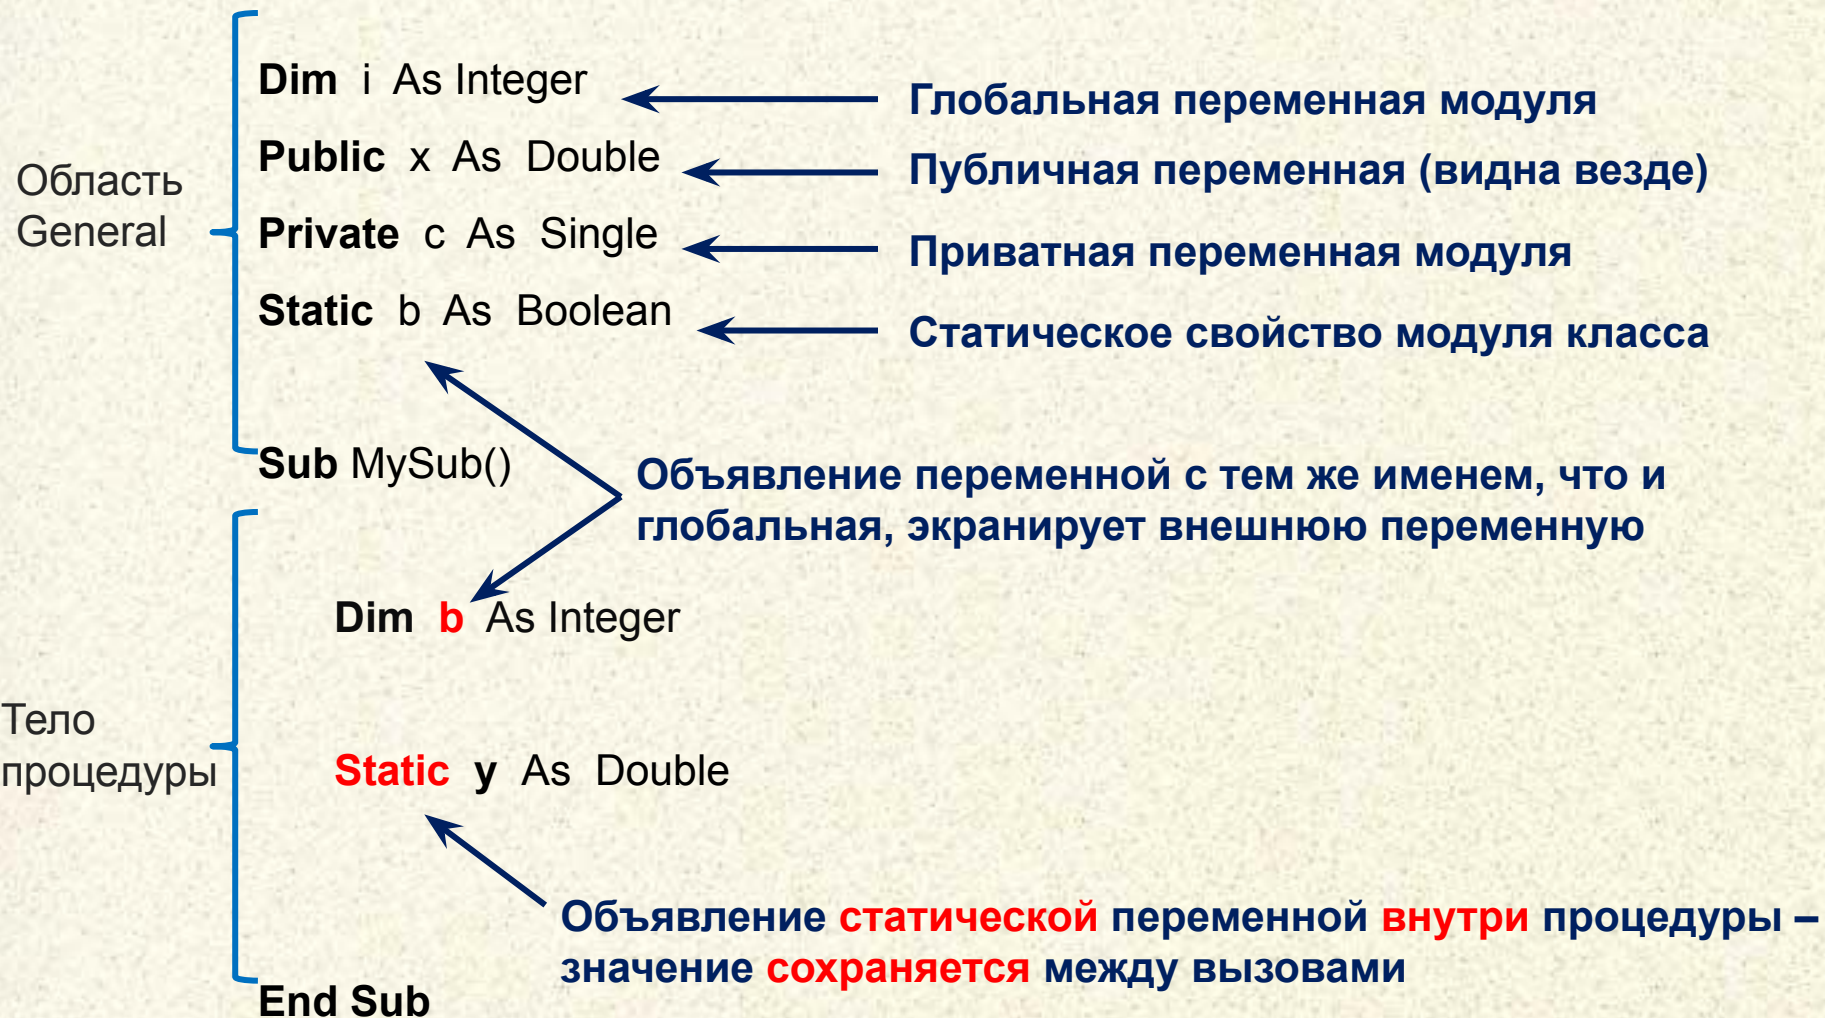 Dim i As Integer
Глобальная переменная модуля
Public x As Double
Публичная переменная (видна везде)
Область
General
Private c As Single
Приватная переменная модуля
Static b As Boolean
Статическое свойство модуля класса
Sub MySub()
Объявление переменной с тем же именем, что и
глобальная, экранирует внешнюю переменную
Dim b As Integer
Тело
процедуры
Static y As Double
Объявление статической переменной внутри процедуры –
значение сохраняется между вызовами
End Sub